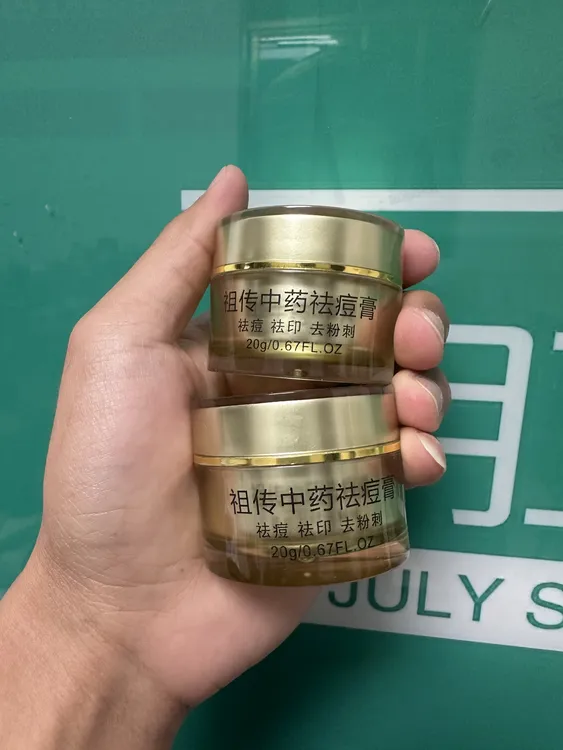 祖传中药祛痘膏
祛痘 祛印 去粉刺
20g/0.67FL.OZ
祖传中药祛痘膏
祛痘 祛印 去粉刺
20g/0.67FL.OZ
JULY S